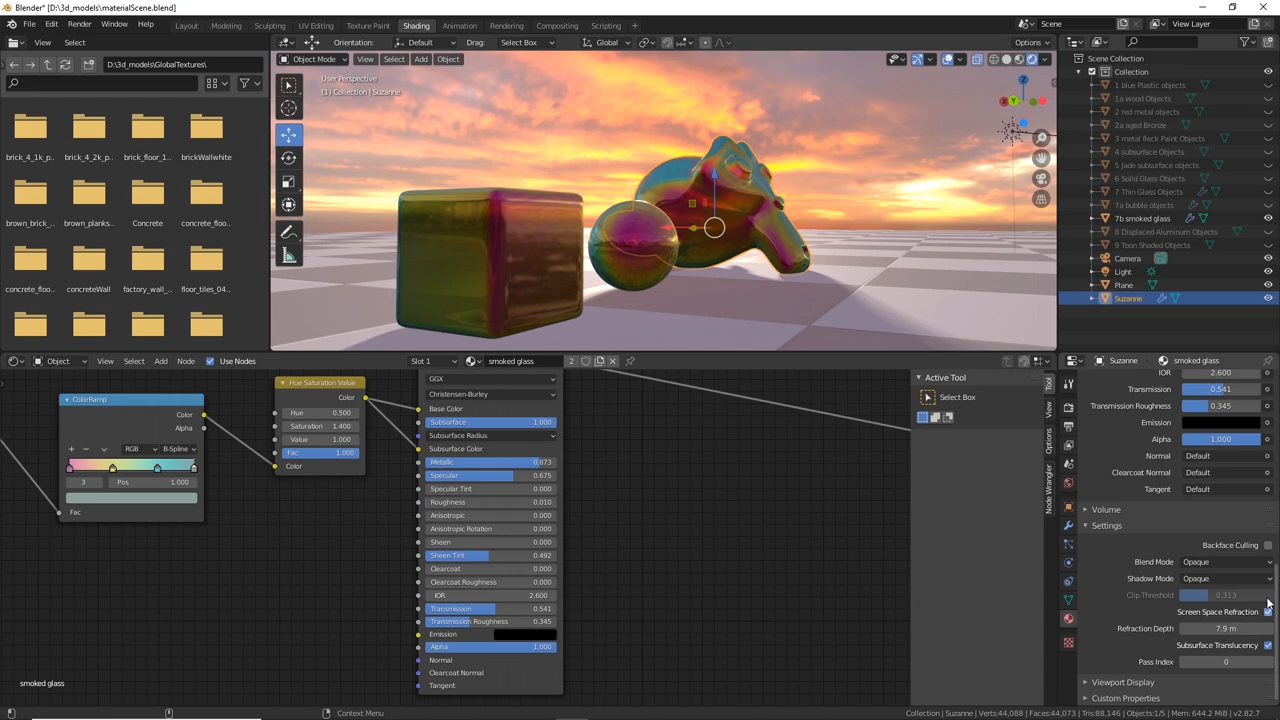 Blender* [D:\3d_models\materialScene.blend]
File Edit Render Window Help
Layout Modeling Sculpting UV Editing Texture Paint Shading Animation Rendering Compositing Scripting
Scene View Layer
View Select
Orientation: Default Drag: Select Box Global Options
D:\3d_models\GlobalTextures\
Object Mode View Select Add Object
User Perspective
(1) Collection | Suzanne
brick_4_1k_p... brick_4_2k_p... brick_floor_1... brickWallwhite
brown_brick_... brown_planks... Concrete concrete_floo...
concrete_floo... concreteWall factory_wall_... floor_tiles_04...
Z
X Y
Scene Collection
Collection
1 blue Plastic objects
1a wood Objects
2 red metal objects
2a aged Bronze
3 metal fleck Paint Objects
4 subsurface Objects
5 Jade subsurface objects
6 Solid Glass Objects
7 Thin Glass Objects
7a bubble objects
7b smoked glass
8 Displaced Aluminum Objects
9 Toon Shaded Objects
Camera
Light
Plane
Suzanne
Object View Select Add Node Use Nodes Slot 1 smoked glass 2
ColorRamp
Color
Alpha
RGB B-Spline
3 Pos 1.000
Fac
Hue Saturation Value
Color
Hue 0.500
Saturation 1.400
Value 1.000
Fac 1.000
Color
GGX
Christensen-Burley
Base Color
Subsurface 1.000
Subsurface Radius
Subsurface Color
Metallic 0.873
Specular 0.675
Specular Tint 0.000
Roughness 0.010
Anisotropic 0.000
Anisotropic Rotation 0.000
Sheen 0.000
Sheen Tint 0.492
Clearcoat 0.000
Clearcoat Roughness 0.000
IOR 2.600
Transmission 0.541
Transmission Roughness 0.345
Emission
Alpha 1.000
Normal
Clearcoat Normal
Tangent
smoked glass
Active Tool
Select Box
Tool
View
Options
Node Wrangler
Suzanne smoked glass
IOR 2.600
Transmission 0.541
Transmission Roughness 0.345
Emission
Alpha 1.000
Normal Default
Clearcoat Normal Default
Tangent Default
Volume
Settings
Backface Culling
Blend Mode Opaque
Shadow Mode Opaque
Clip Threshold 0.313
Screen Space Refraction
Refraction Depth 7.9 m
Subsurface Translucency
Pass Index 0
Viewport Display
Custom Properties
Context Menu
Collection | Suzanne | Verts:44,088 | Faces:44,073 | Tris:88,146 | Objects:1/5 | Mem: 644.2 MiB | v2.82.7